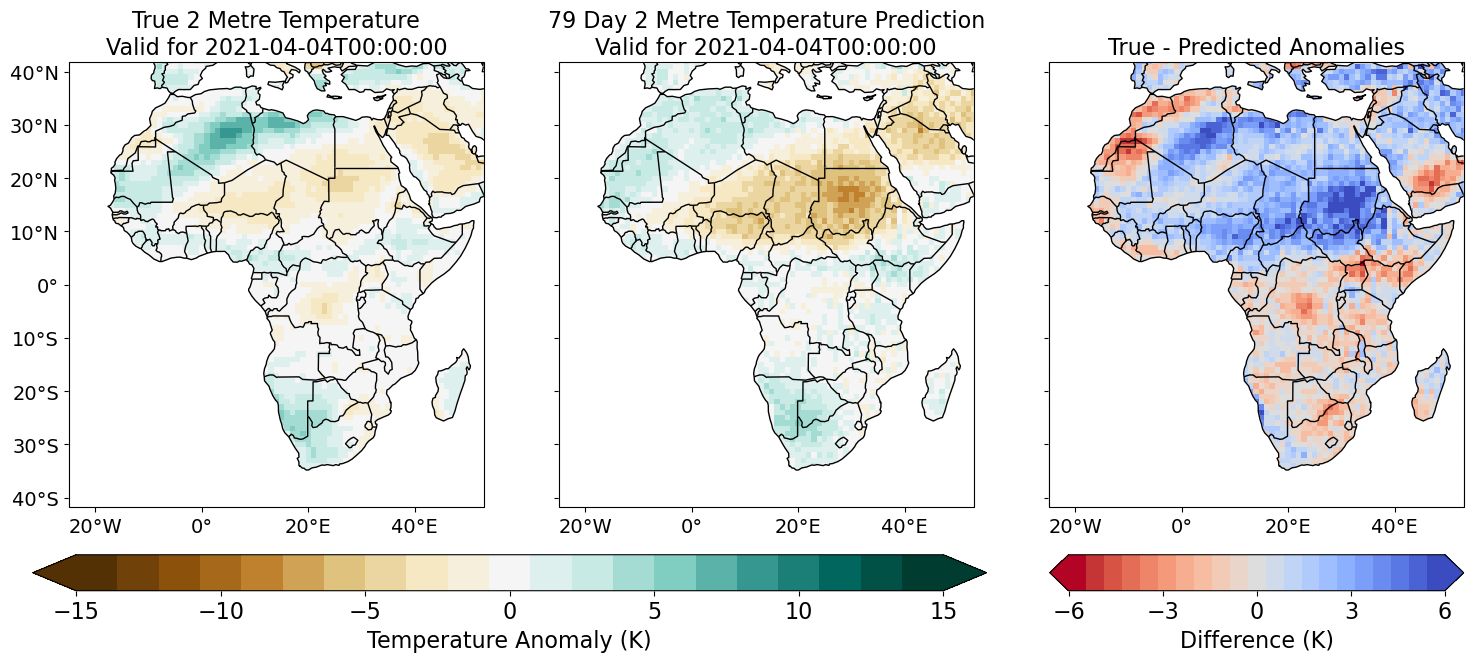 True 2 Metre Temperature
Valid for 2021-04-04T00:00:00
79 Day 2 Metre Temperature Prediction
Valid for 2021-04-04T00:00:00
True - Predicted Anomalies
40°N
30°N
20°N
10°N
0°
10°S
20°S
30°S
40°S
20°W 0° 20°E 40°E
20°W 0° 20°E 40°E
20°W 0° 20°E 40°E
−15 −10 −5 0 5 10 15
Temperature Anomaly (K)
−6 −3 0 3 6
Difference (K)